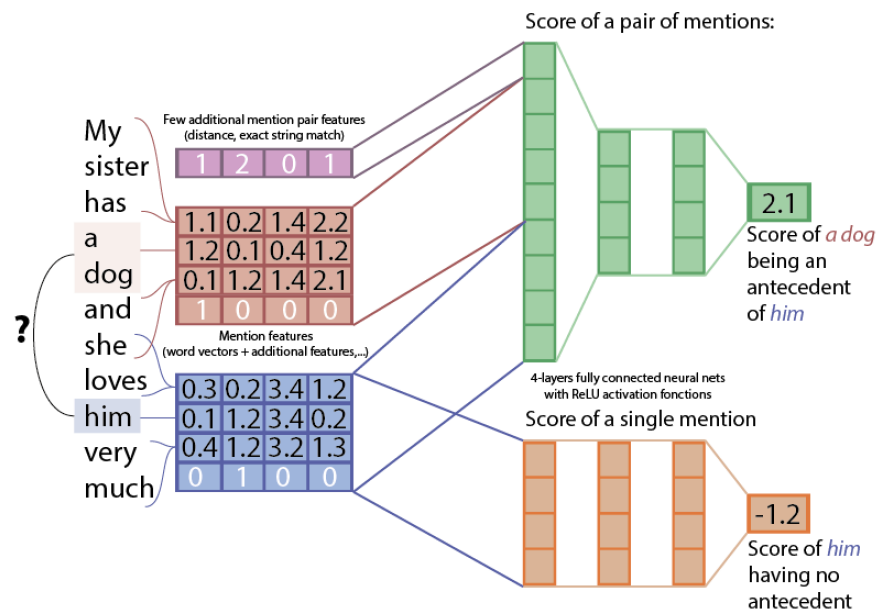 Score of a pair of mentions:
Few additional mention pair features
(distance, exact string match)
1 2 0 1
My
sister
has
a
dog
and
she
loves
him
very
much
?
1.1 0.2 1.4 2.2
1.2 0.1 0.4 1.2
0.1 1.2 1.4 2.1
1 0 0 0
Mention features
(word vectors + additional features,...)
0.3 0.2 3.4 1.2
0.1 1.2 3.4 0.2
0.4 1.2 3.2 1.3
0 1 0 0
2.1
Score of a dog
being an
antecedent
of him
4-layers fully connected neural nets
with ReLU activation fonctions
Score of a single mention
-1.2
Score of him
having no
antecedent